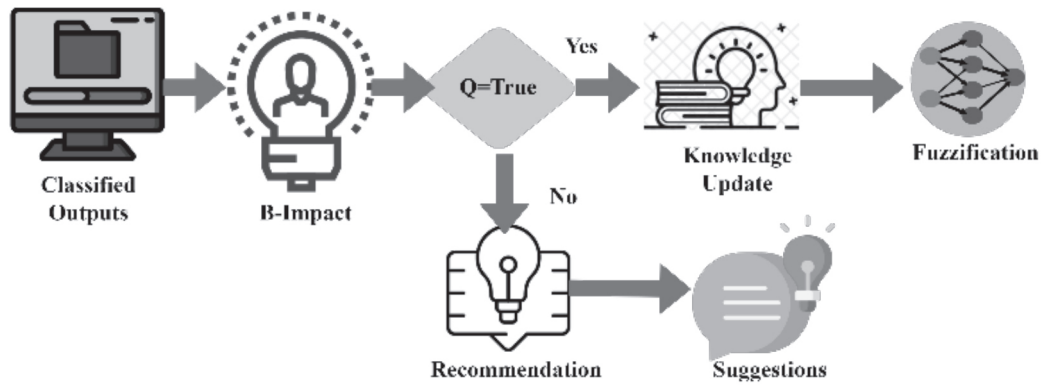 Q=True
Yes
Classified
Outputs
B-Impact
Knowledge
Update
Fuzzification
No
Recommendation
Suggestions